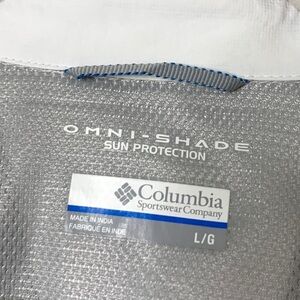 OMNI-SHADE
SUN PROTECTION
Columbia
Sportswear Company
MADE IN INDIA
FABRIQUÉ EN INDE
L/G